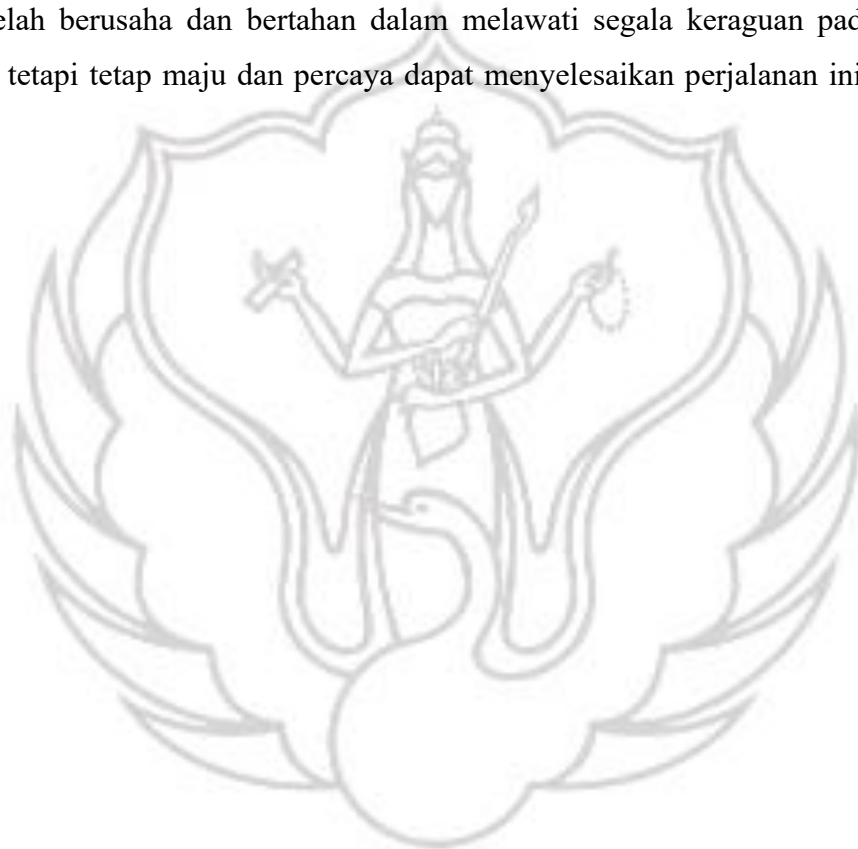 elah berusaha dan bertahan dalam melawati segala keraguan pad
tetapi tetap maju dan percaya dapat menyelesaikan perjalanan ini